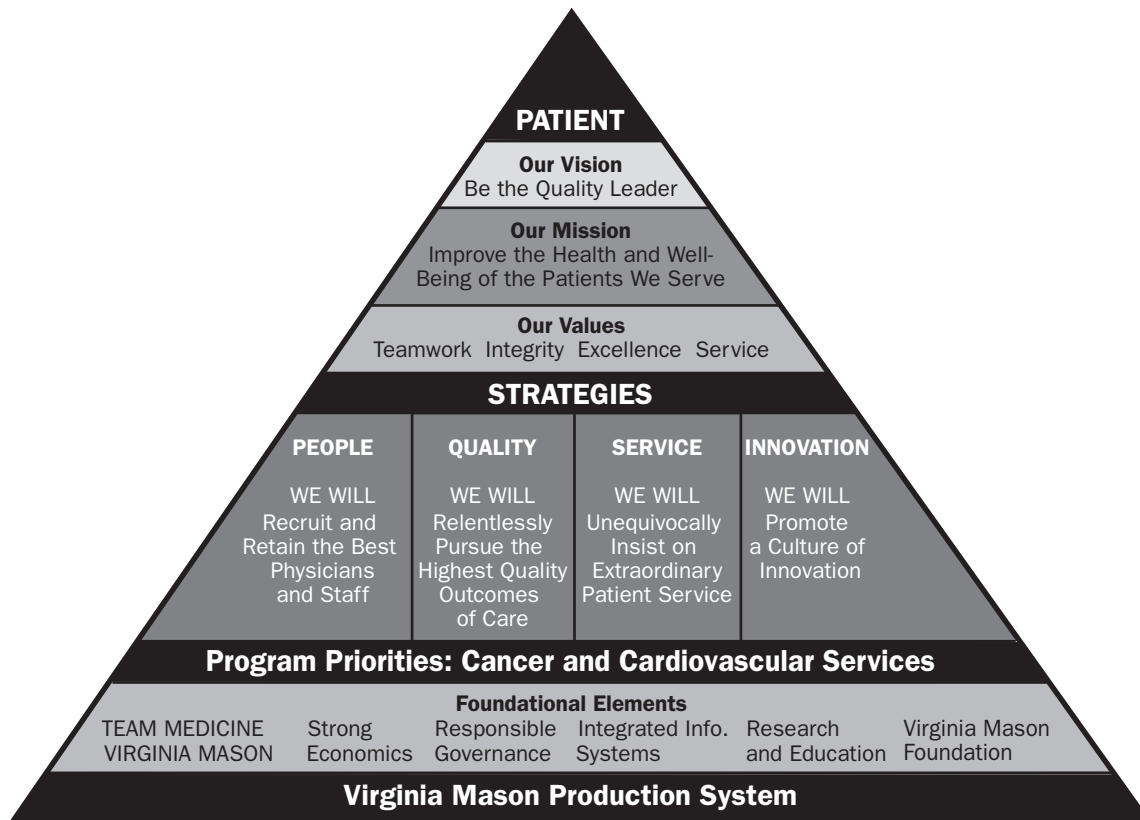 PATIENT
Our Vision
Be the Quality Leader
Our Mission
Improve the Health and Well-
Being of the Patients We Serve
Our Values
Teamwork Integrity Excellence Service
STRATEGIES
PEOPLE
WE WILL
Recruit and
Retain the Best
Physicians
and Staff
QUALITY
WE WILL
Relentlessly
Pursue the
Highest Quality
Outcomes
of Care
SERVICE
WE WILL
Unequivocally
Insist on
Extraordinary
Patient Service
INNOVATION
WE WILL
Promote
a Culture of
Innovation
Program Priorities: Cancer and Cardiovascular Services
Foundational Elements
TEAM MEDICINE
VIRGINIA MASON
Strong
Economics
Responsible
Governance
Integrated Info.
Systems
Research
and Education
Virginia Mason
Foundation
Virginia Mason Production System